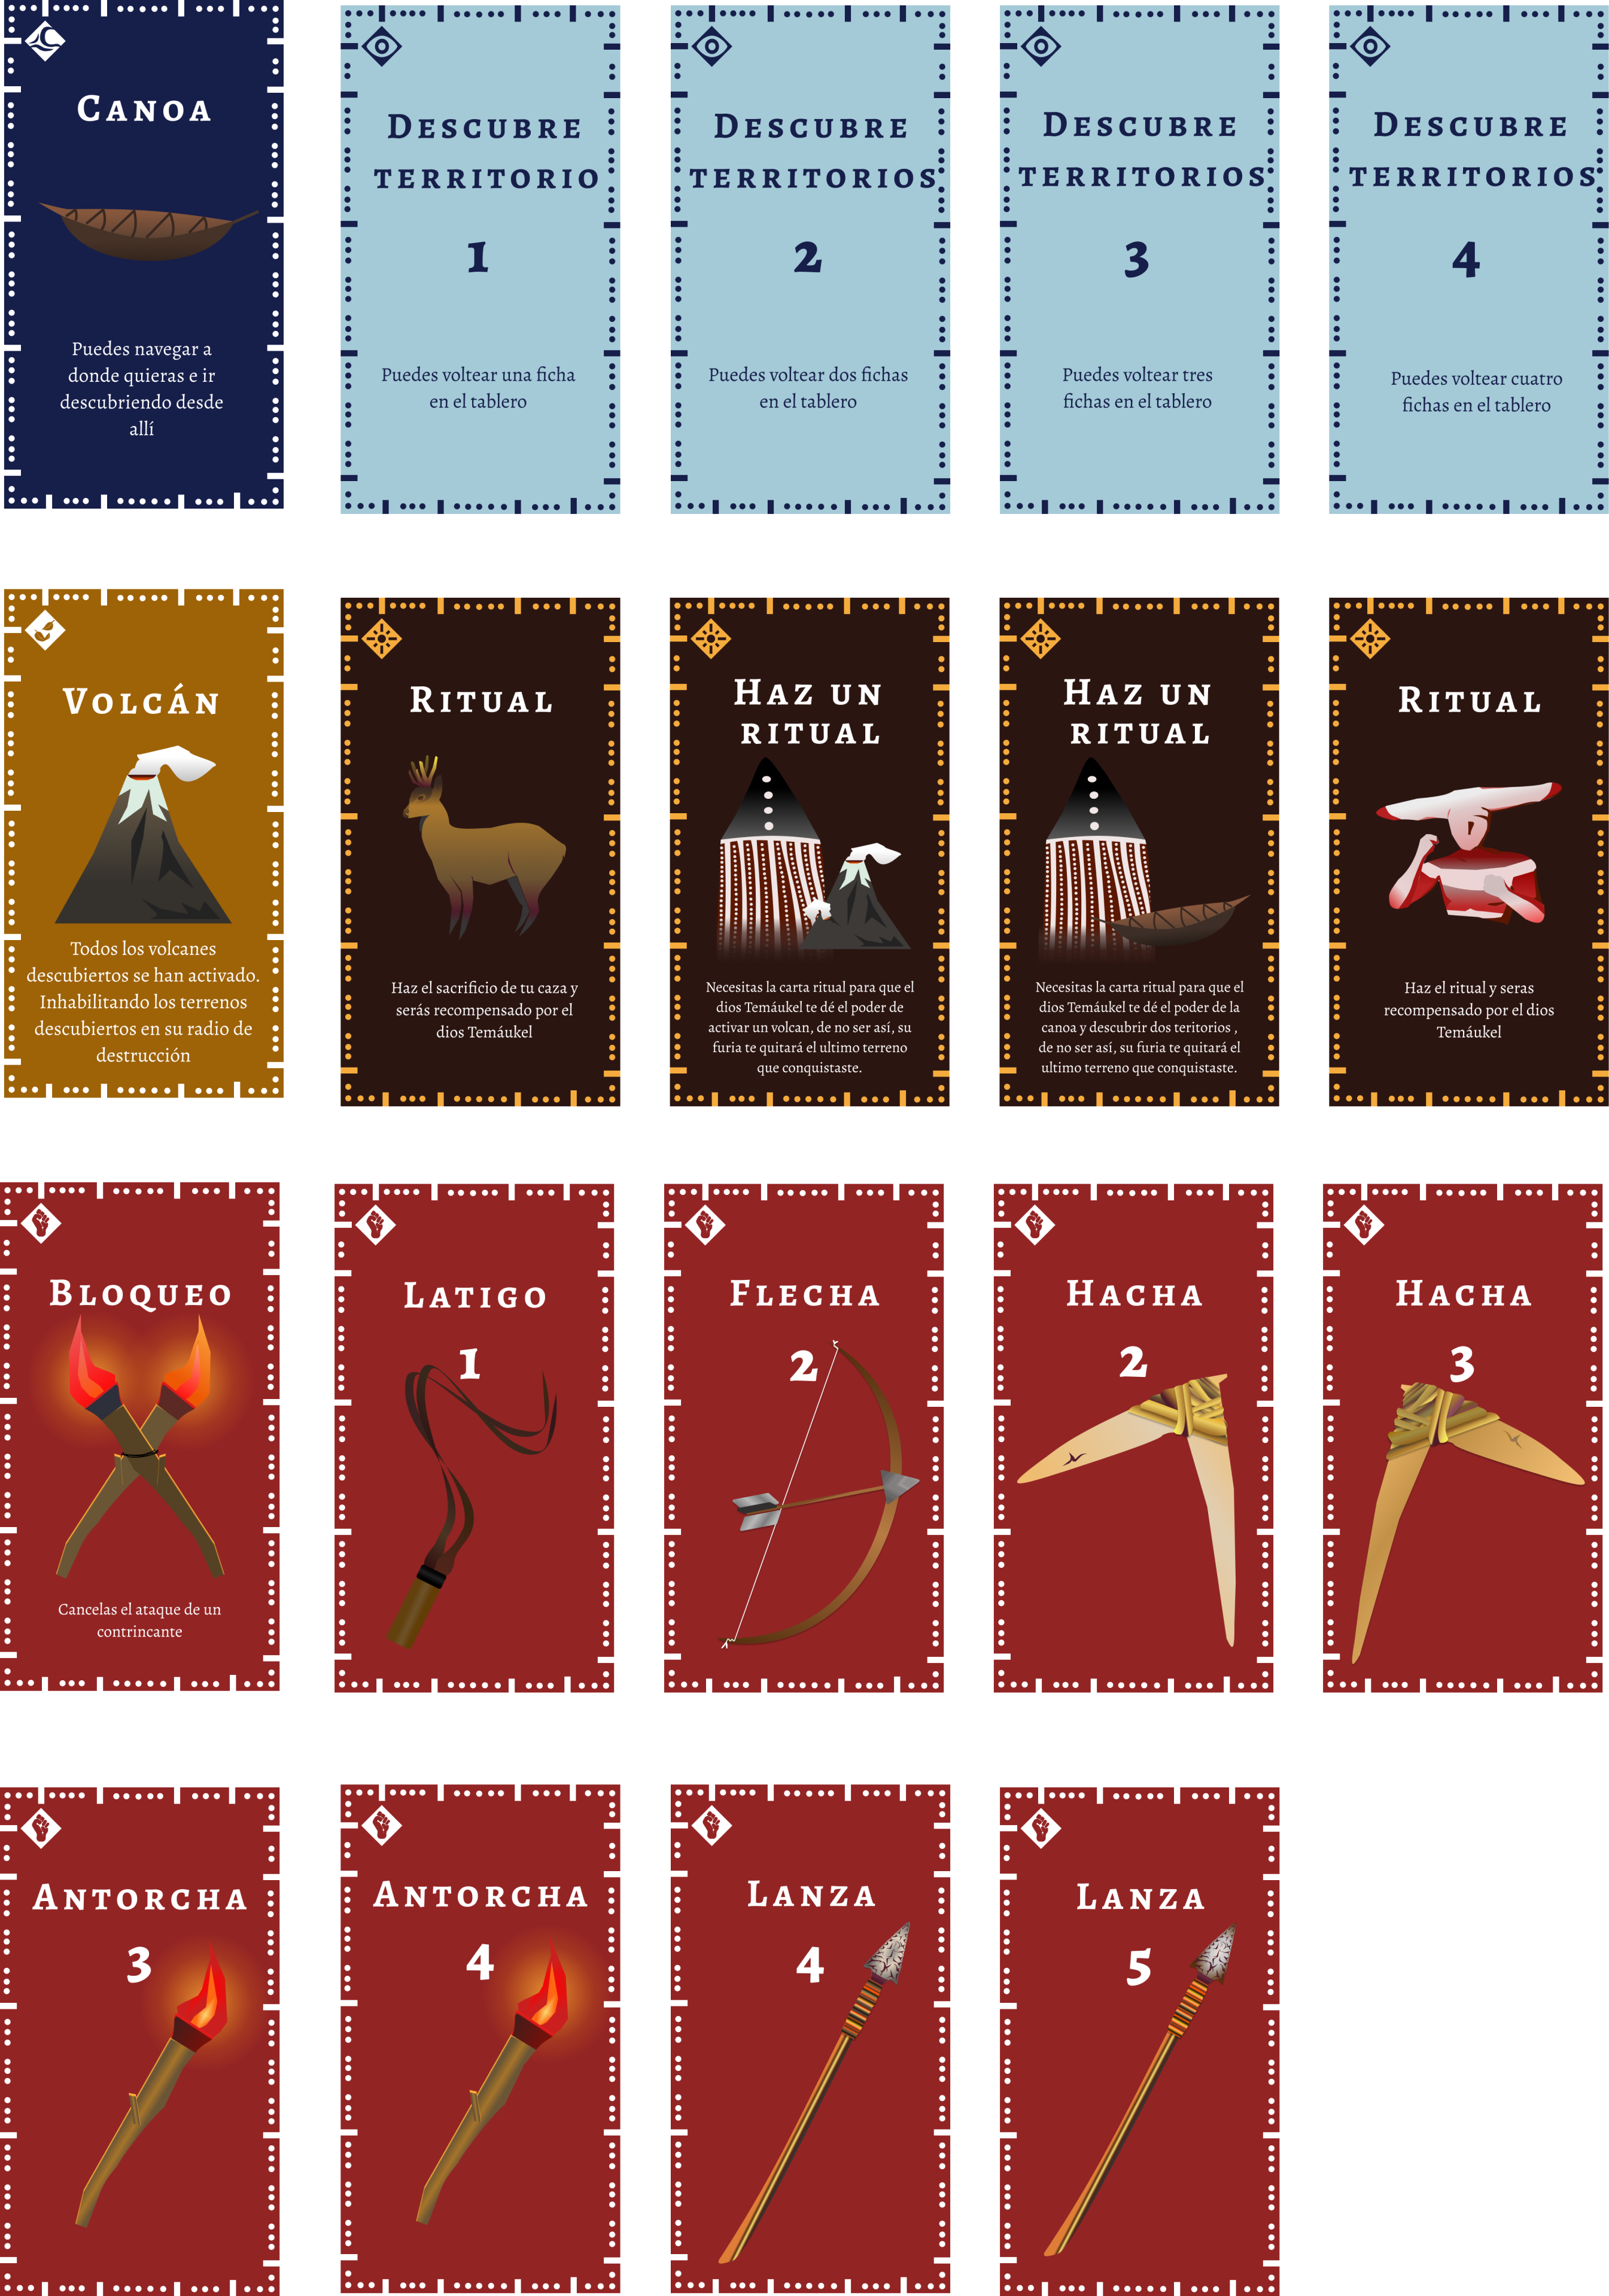 Canoa
Puedes navegar a
donde quieras e ir
descubriendo desde
allí
Descubre
territorio
1
Puedes voltear una ficha
en el tablero
Descubre
territorios
2
Puedes voltear dos fichas
en el tablero
Descubre
territorios
3
Puedes voltear tres
fichas en el tablero
Descubre
territorios
4
Puedes voltear cuatro
fichas en el tablero
Volcán
Todos los volcanes
descubiertos se han activado.
Inhabilitando los terrenos
descubiertos en su radio de
destrucción
Ritual
Haz el sacrificio de tu caza y
serás recompensado por el
dios Temáukel
Haz un
ritual
Necesitas la carta ritual para que el
dios Temáukel te dé el poder de
activar un volcan, de no ser así, su
furia te quitará el ultimo terreno
que conquistaste.
Haz un
ritual
Necesitas la carta ritual para que el
dios Temáukel te dé el poder de la
canoa y descubrir dos teritorios ,
de no ser así, su furia te quitará el
ultimo terreno que conquistaste.
Ritual
Haz el ritual y seras
recompensado por el dios
Temáukel
Bloqueo
Cancelas el ataque de un
contrincante
Latigo
1
Flecha
2
Hacha
2
Hacha
3
Antorcha
3
Antorcha
4
Lanza
4
Lanza
5